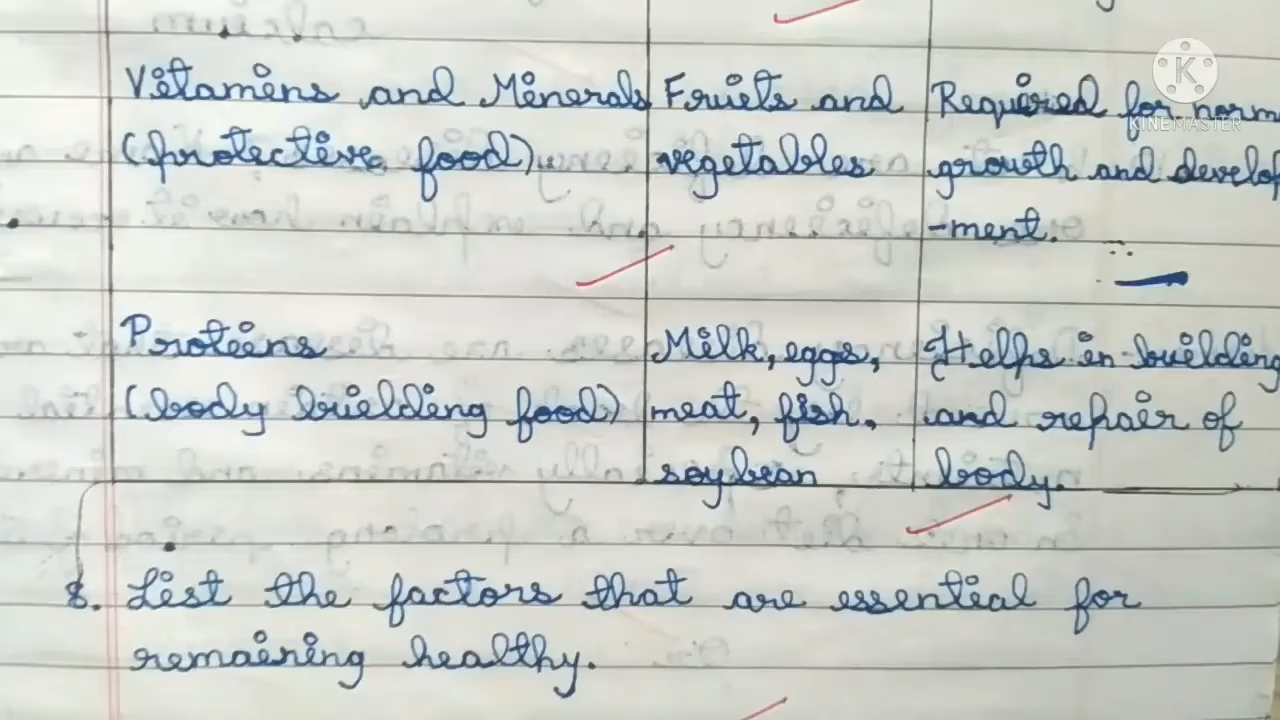 Vitamins and Minerals Fruits and Required for norm
(protective food) vegetables growth and develop
-ment.
Proteins Milk, eggs, Helps in building
(body building food) meat, fish, and repair of
soybean body.
8. List the factors that are essential for
remaining healthy.
K
KINEMASTER